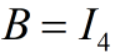 B = I₄